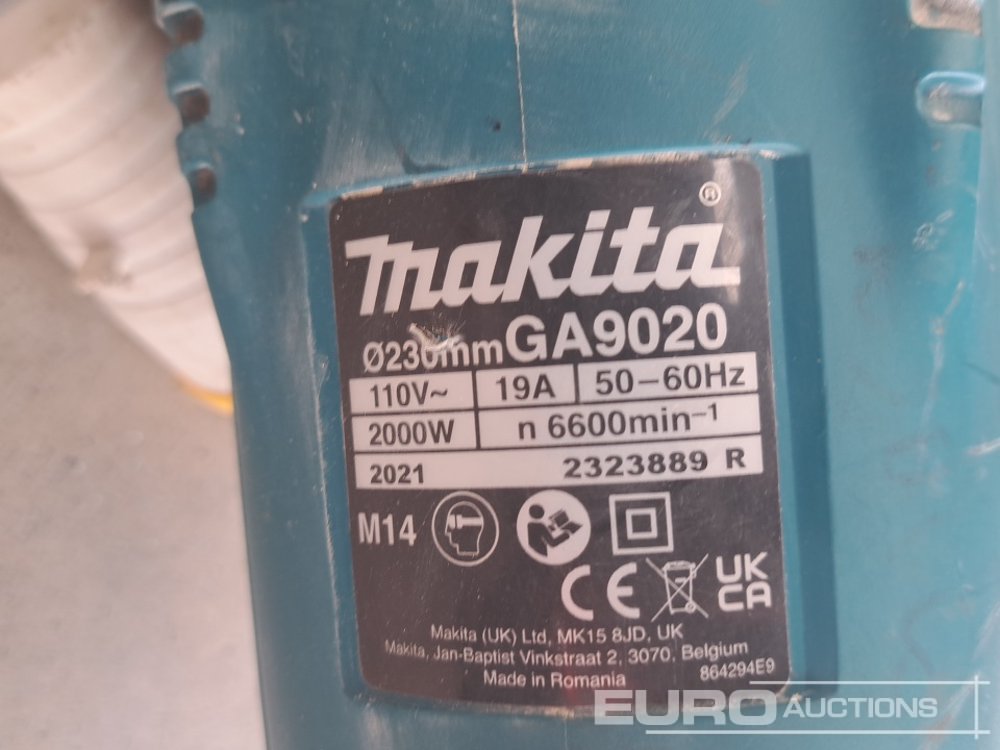 makita®
Ø230mm GA9020
110V~ 19A 50-60Hz
2000W n 6600min⁻¹
2021 2323889 R
M14
CE UK CA
Makita (UK) Ltd, MK15 8JD, UK
Makita, Jan-Baptist Vinkstraat 2, 3070, Belgium
Made in Romania 864294E9
EURO AUCTIONS